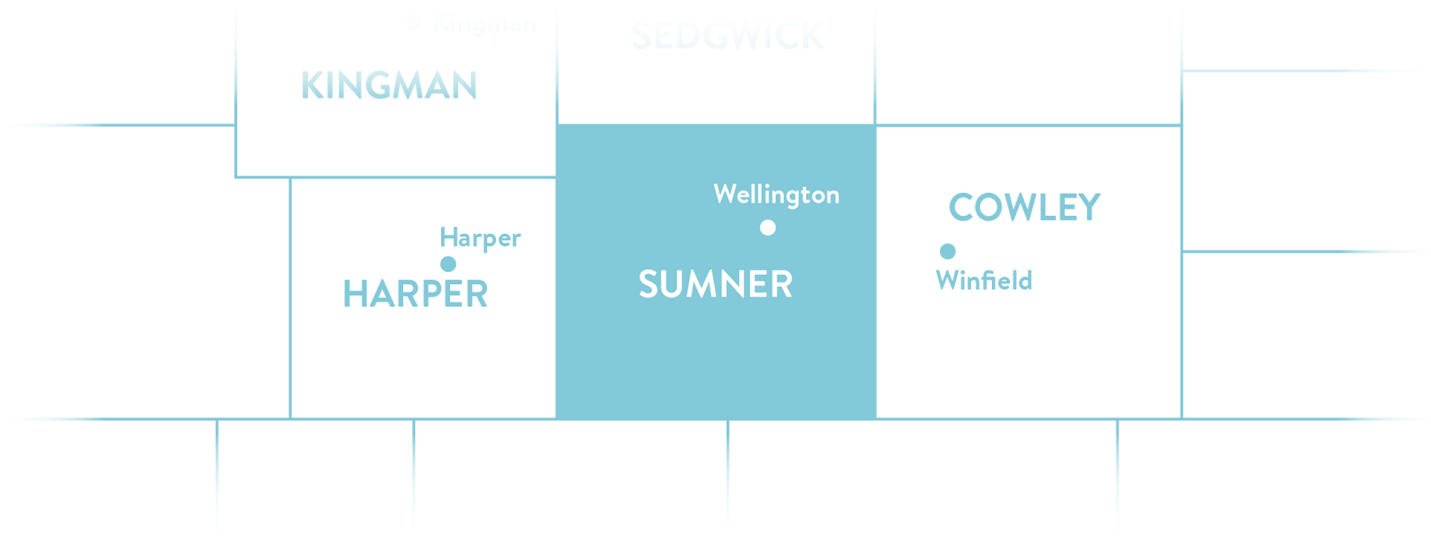 Kingman
SEDGWICK
KINGMAN
Wellington
COWLEY
Harper
SUMNER
Winfield
HARPER